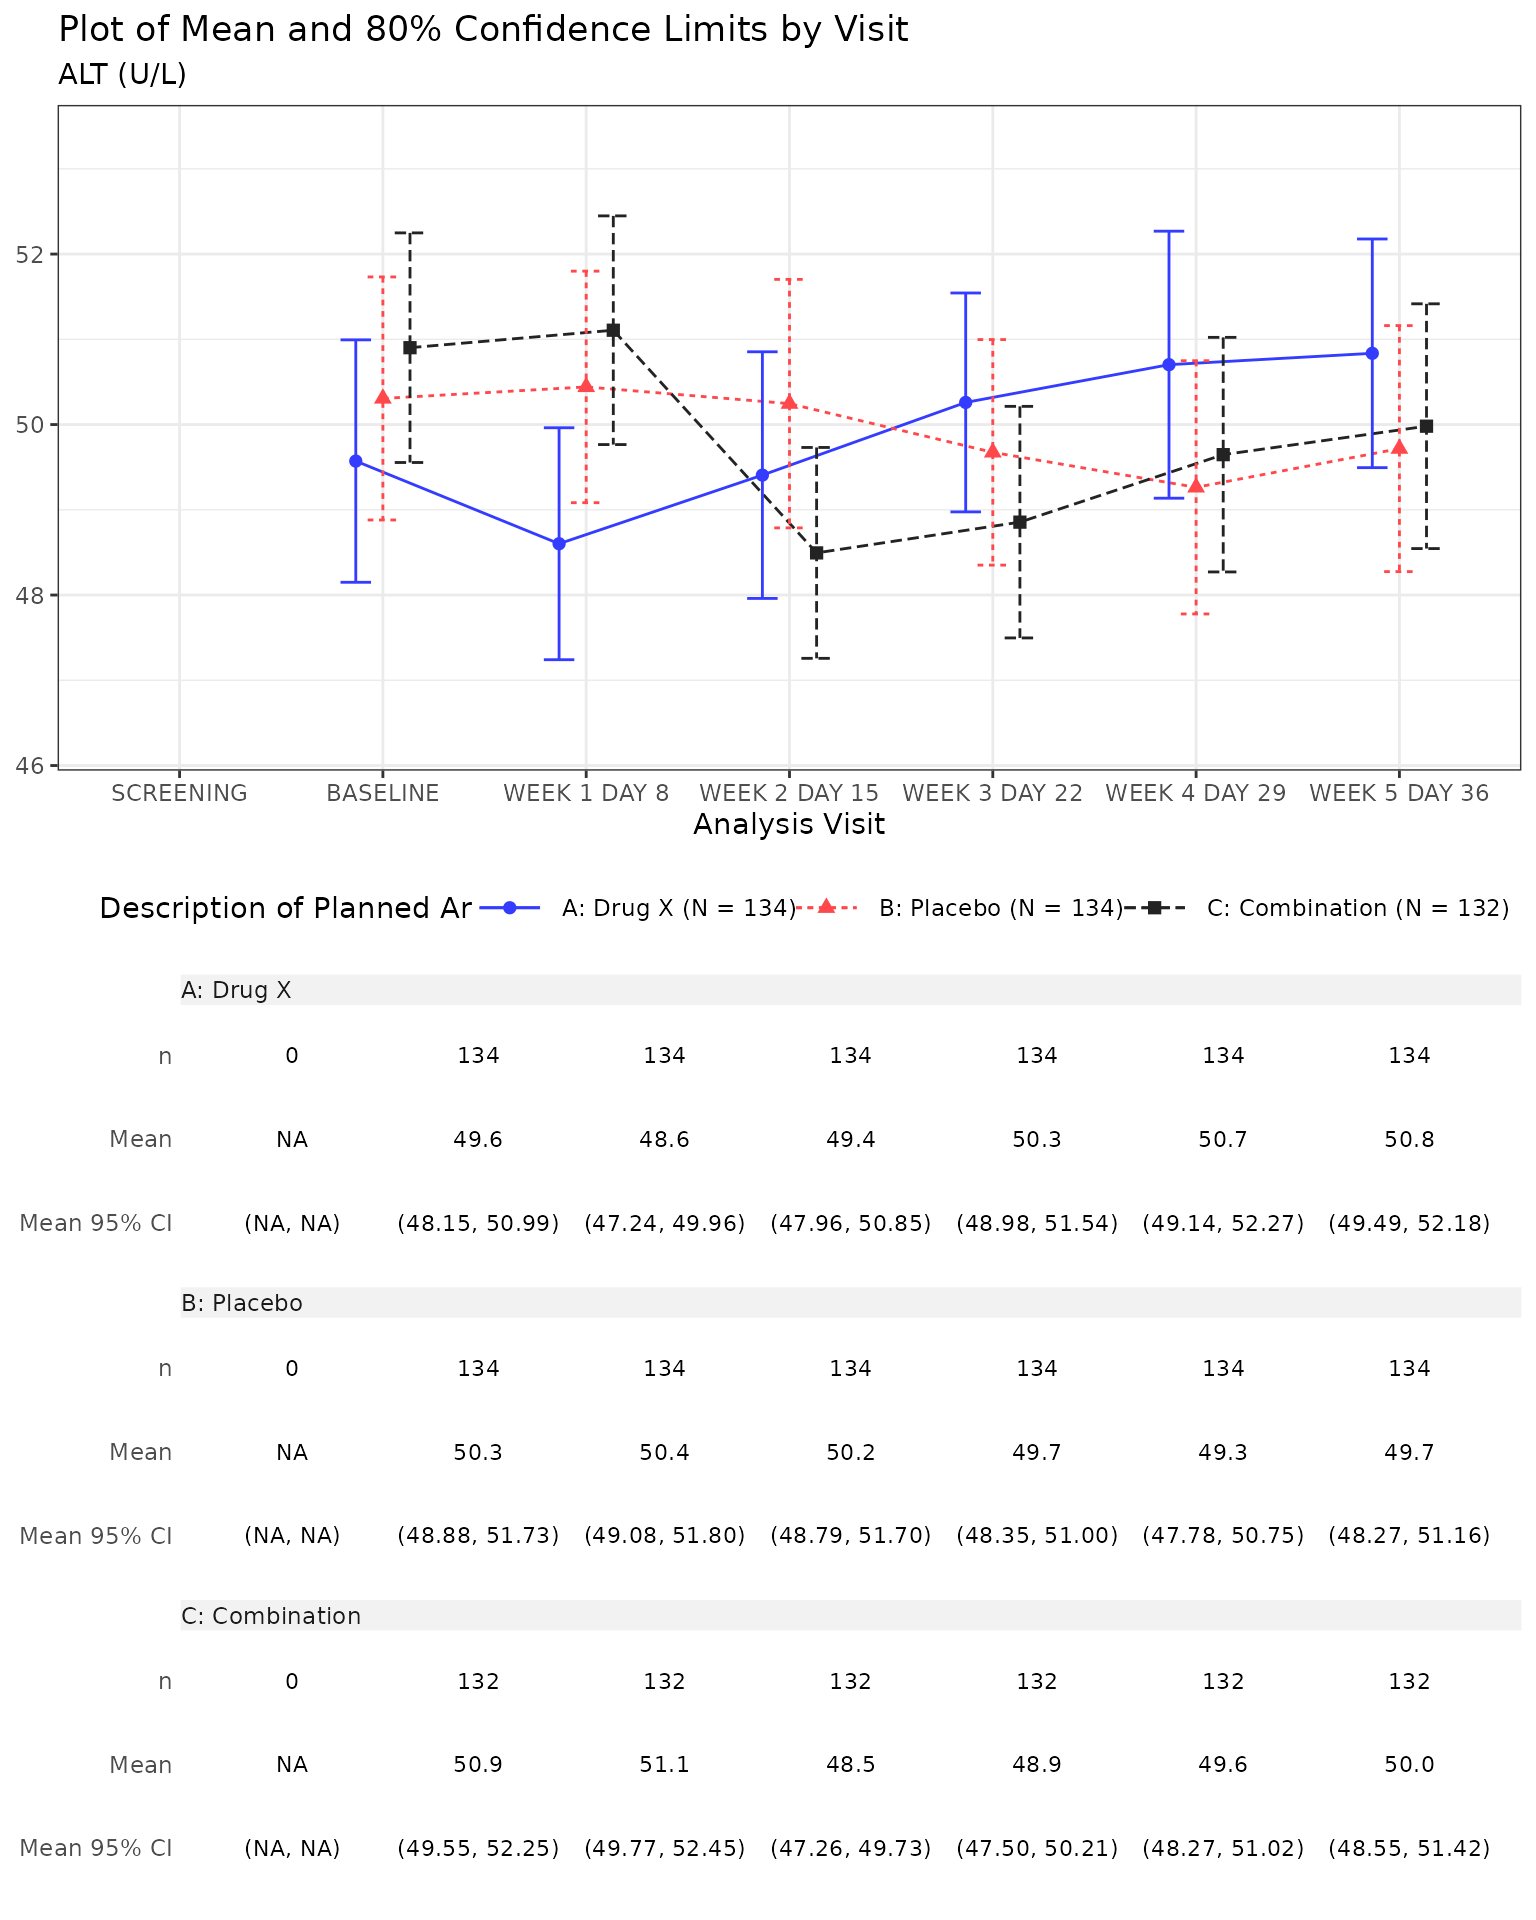 Plot of Mean and 80% Confidence Limits by Visit
ALT (U/L)
52
50
48
46
SCREENING BASELINE WEEK 1 DAY 8 WEEK 2 DAY 15 WEEK 3 DAY 22 WEEK 4 DAY 29 WEEK 5 DAY 36
Analysis Visit
Description of Planned Ar A: Drug X (N = 134) B: Placebo (N = 134) C: Combination (N = 132)
A: Drug X
n 0 134 134 134 134 134 134
Mean NA 49.6 48.6 49.4 50.3 50.7 50.8
Mean 95% CI (NA, NA) (48.15, 50.99) (47.24, 49.96) (47.96, 50.85) (48.98, 51.54) (49.14, 52.27) (49.49, 52.18)
B: Placebo
n 0 134 134 134 134 134 134
Mean NA 50.3 50.4 50.2 49.7 49.3 49.7
Mean 95% CI (NA, NA) (48.88, 51.73) (49.08, 51.80) (48.79, 51.70) (48.35, 51.00) (47.78, 50.75) (48.27, 51.16)
C: Combination
n 0 132 132 132 132 132 132
Mean NA 50.9 51.1 48.5 48.9 49.6 50.0
Mean 95% CI (NA, NA) (49.55, 52.25) (49.77, 52.45) (47.26, 49.73) (47.50, 50.21) (48.27, 51.02) (48.55, 51.42)